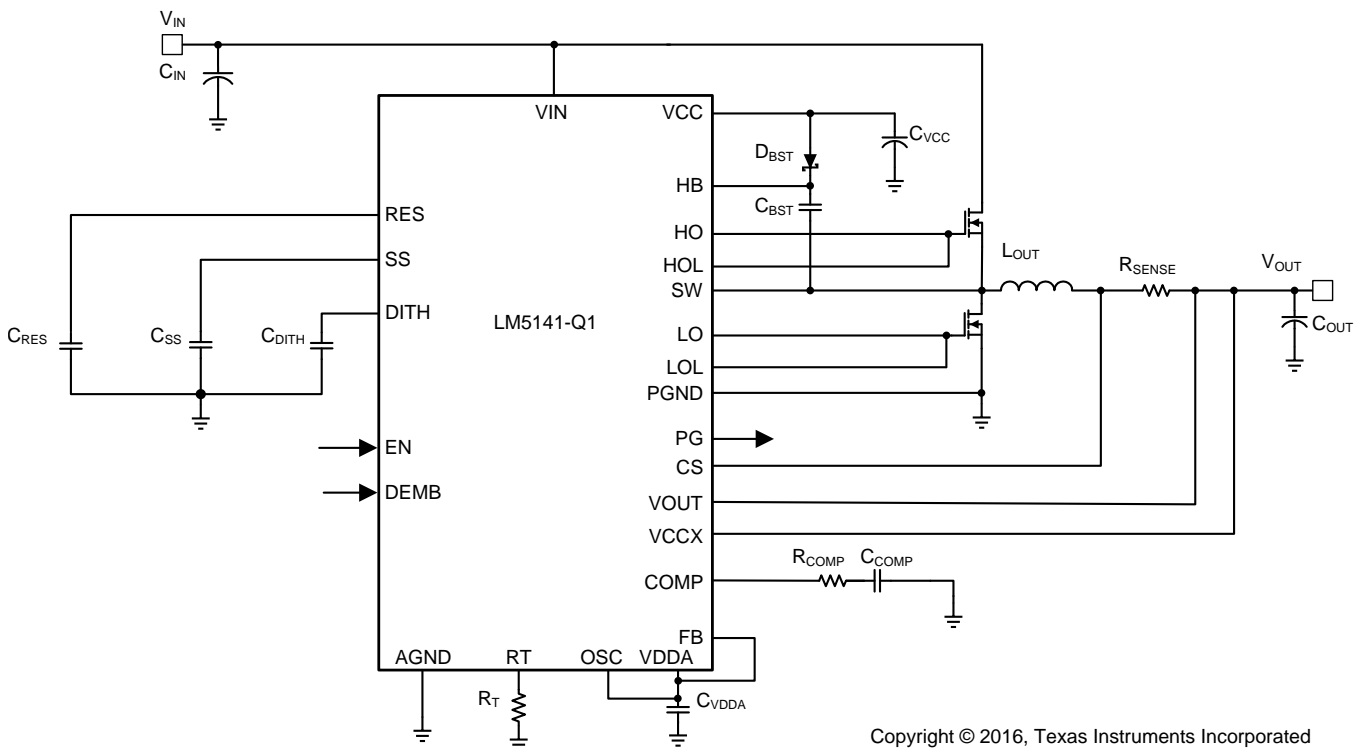 VIN
CIN
VIN
VCC
CVCC
DBST
HB
CBST
RES
HO
HOL
LOUT
RSENSE
VOUT
SS
SW
DITH
LM5141-Q1
LO
COUT
CRES
CSS
CDITH
LOL
PGND
PG
EN
CS
DEMB
VOUT
VCCX
RCOMP
CCOMP
COMP
FB
AGND
RT
OSC
VDDA
RT
CVDDA
Copyright © 2016, Texas Instruments Incorporated